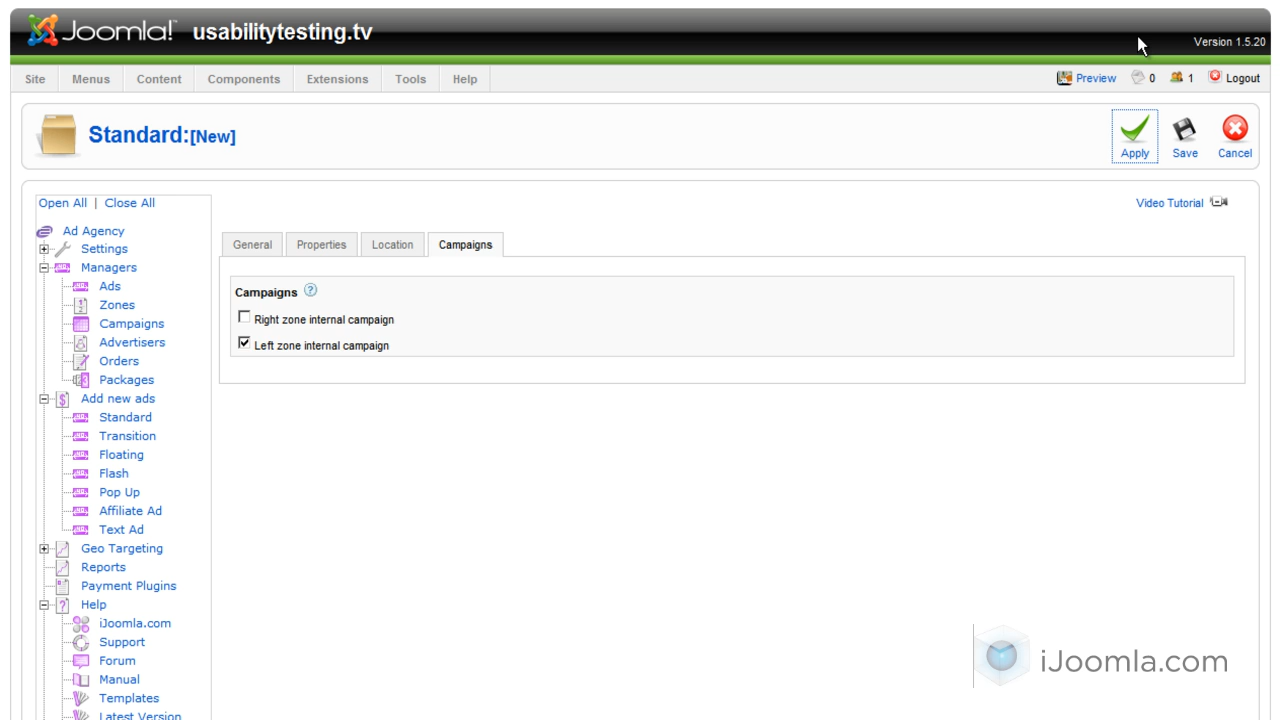 Joomla! usabilitytesting.tv
Version 1.5.20
Site Menus Content Components Extensions Tools Help Preview 0 1 Logout
Standard:[New]
Apply Save Cancel
Open All | Close All
Video Tutorial
Ad Agency
Settings
Managers
Ads
Zones
Campaigns
Advertisers
Orders
Packages
Add new ads
Standard
Transition
Floating
Flash
Pop Up
Affiliate Ad
Text Ad
Geo Targeting
Reports
Payment Plugins
Help
iJoomla.com
Support
Forum
Manual
Templates
Latest Version
General Properties Location Campaigns
Campaigns ?
Right zone internal campaign
Left zone internal campaign
iJoomla.com